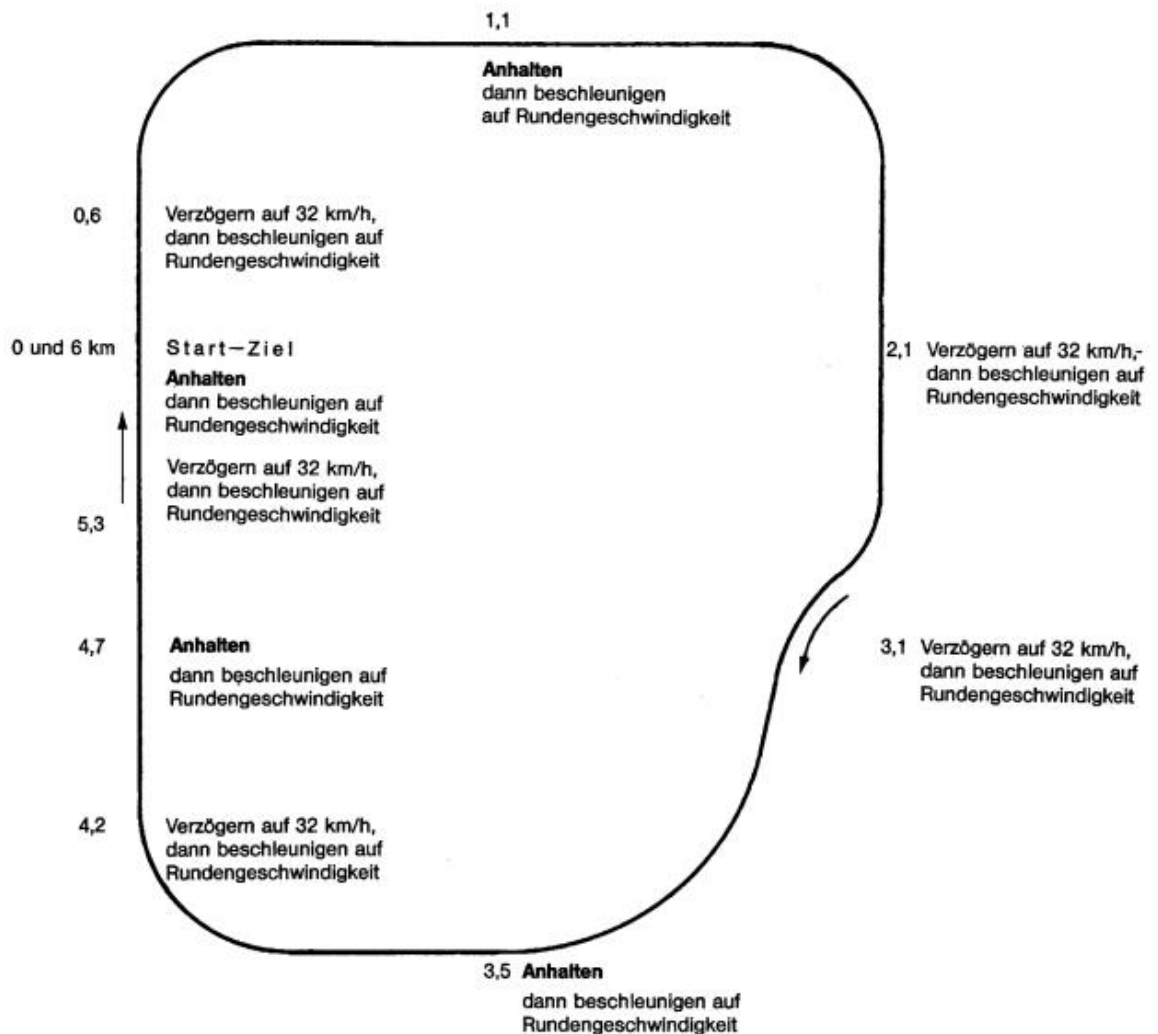 1,1
Anhalten
dann beschleunigen
auf Rundengeschwindigkeit
0,6
Verzögern auf 32 km/h,
dann beschleunigen auf
Rundengeschwindigkeit
0 und 6 km
Start–Ziel
Anhalten
dann beschleunigen auf
Rundengeschwindigkeit
2,1 Verzögern auf 32 km/h,-
dann beschleunigen auf
Rundengeschwindigkeit
Verzögern auf 32 km/h,
dann beschleunigen auf
Rundengeschwindigkeit
5,3
4,7
Anhalten
dann beschleunigen auf
Rundengeschwindigkeit
3,1 Verzögern auf 32 km/h,
dann beschleunigen auf
Rundengeschwindigkeit
4,2
Verzögern auf 32 km/h,
dann beschleunigen auf
Rundengeschwindigkeit
3,5 Anhalten
dann beschleunigen auf
Rundengeschwindigkeit